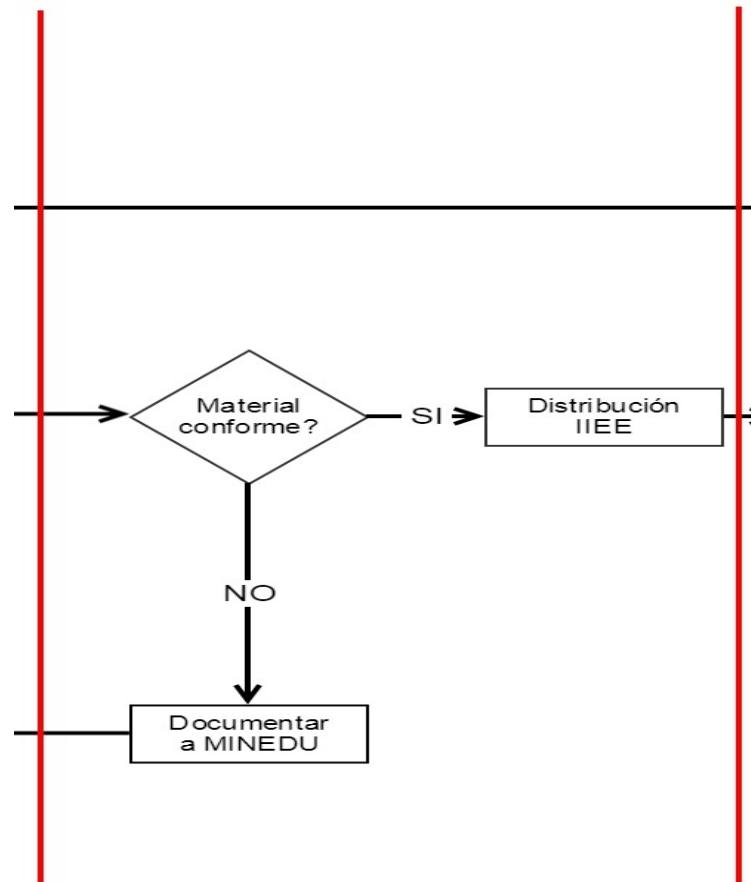 Material
conforme?
SI
Distribución
IIEE
NO
Documentar
a MINEDU